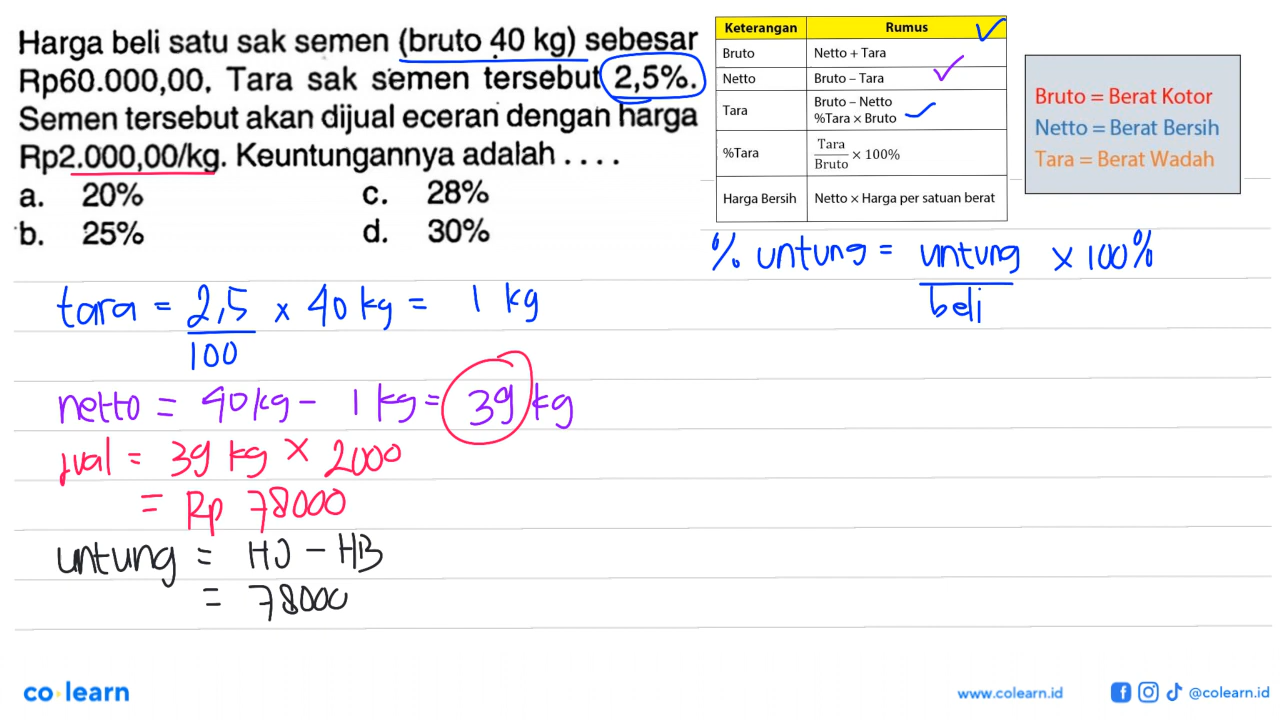 Harga beli satu sak semen (bruto 40 kg) sebesar
Rp60.000,00. Tara sak semen tersebut 2,5%.
Semen tersebut akan dijual eceran dengan harga
Rp2.000,00/kg. Keuntungannya adalah . . . .
a. 20% c. 28%
b. 25% d. 30%
Keterangan Rumus
Bruto Netto + Tara
Netto Bruto – Tara
Tara Bruto – Netto
%Tara × Bruto
%Tara Tara/Bruto × 100%
Harga Bersih Netto × Harga per satuan berat
Bruto = Berat Kotor
Netto = Berat Bersih
Tara = Berat Wadah
% untung = untung/beli × 100%
tara = 2,5/100 × 40 kg = 1 kg
netto = 40 kg – 1 kg = 39 kg
jual = 39 kg × 2000
= Rp 78000
untung = HJ – HB
= 78000
co learn
www.colearn.id
@colearn.id